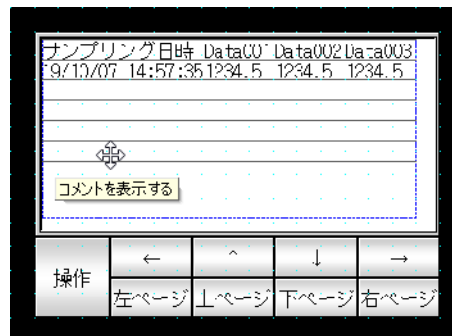 サンプリング日時 Data001 Data002 Data003
9/10/07 14:57:35 1234.5 1234.5 1234.5
コメントを表示する
操作 ← ^ ↓ →
左ページ 上ページ 下ページ 右ページ